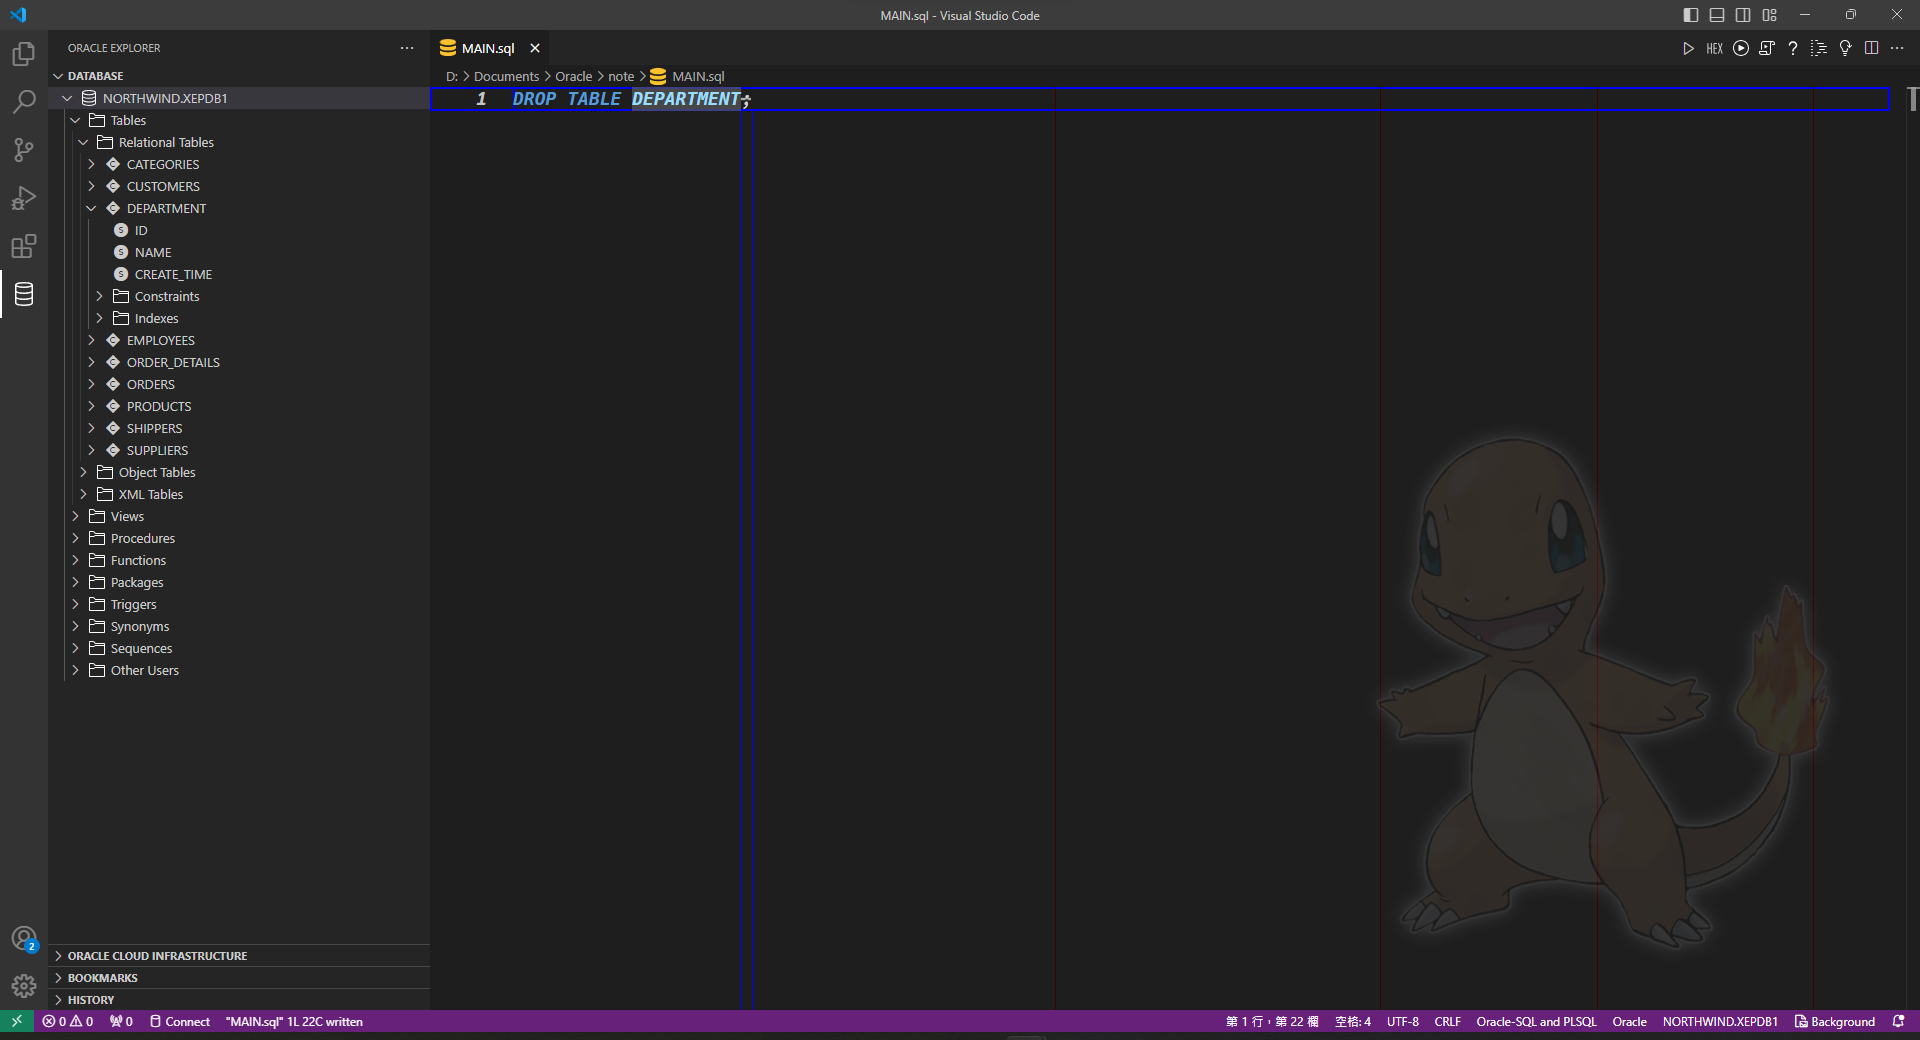 MAIN.sql - Visual Studio Code
ORACLE EXPLORER
DATABASE
NORTHWIND.XEPDB1
Tables
Relational Tables
CATEGORIES
CUSTOMERS
DEPARTMENT
ID
NAME
CREATE_TIME
Constraints
Indexes
EMPLOYEES
ORDER_DETAILS
ORDERS
PRODUCTS
SHIPPERS
SUPPLIERS
Object Tables
XML Tables
Views
Procedures
Functions
Packages
Triggers
Synonyms
Sequences
Other Users
ORACLE CLOUD INFRASTRUCTURE
BOOKMARKS
HISTORY
MAIN.sql
HEX
D: > Documents > Oracle > note > MAIN.sql
1 DROP TABLE DEPARTMENT;
2
0 0 0 Connect "MAIN.sql" 1L 22C written
第 1 行，第 22 欄 空格: 4 UTF-8 CRLF Oracle-SQL and PLSQL Oracle NORTHWIND.XEPDB1 Background